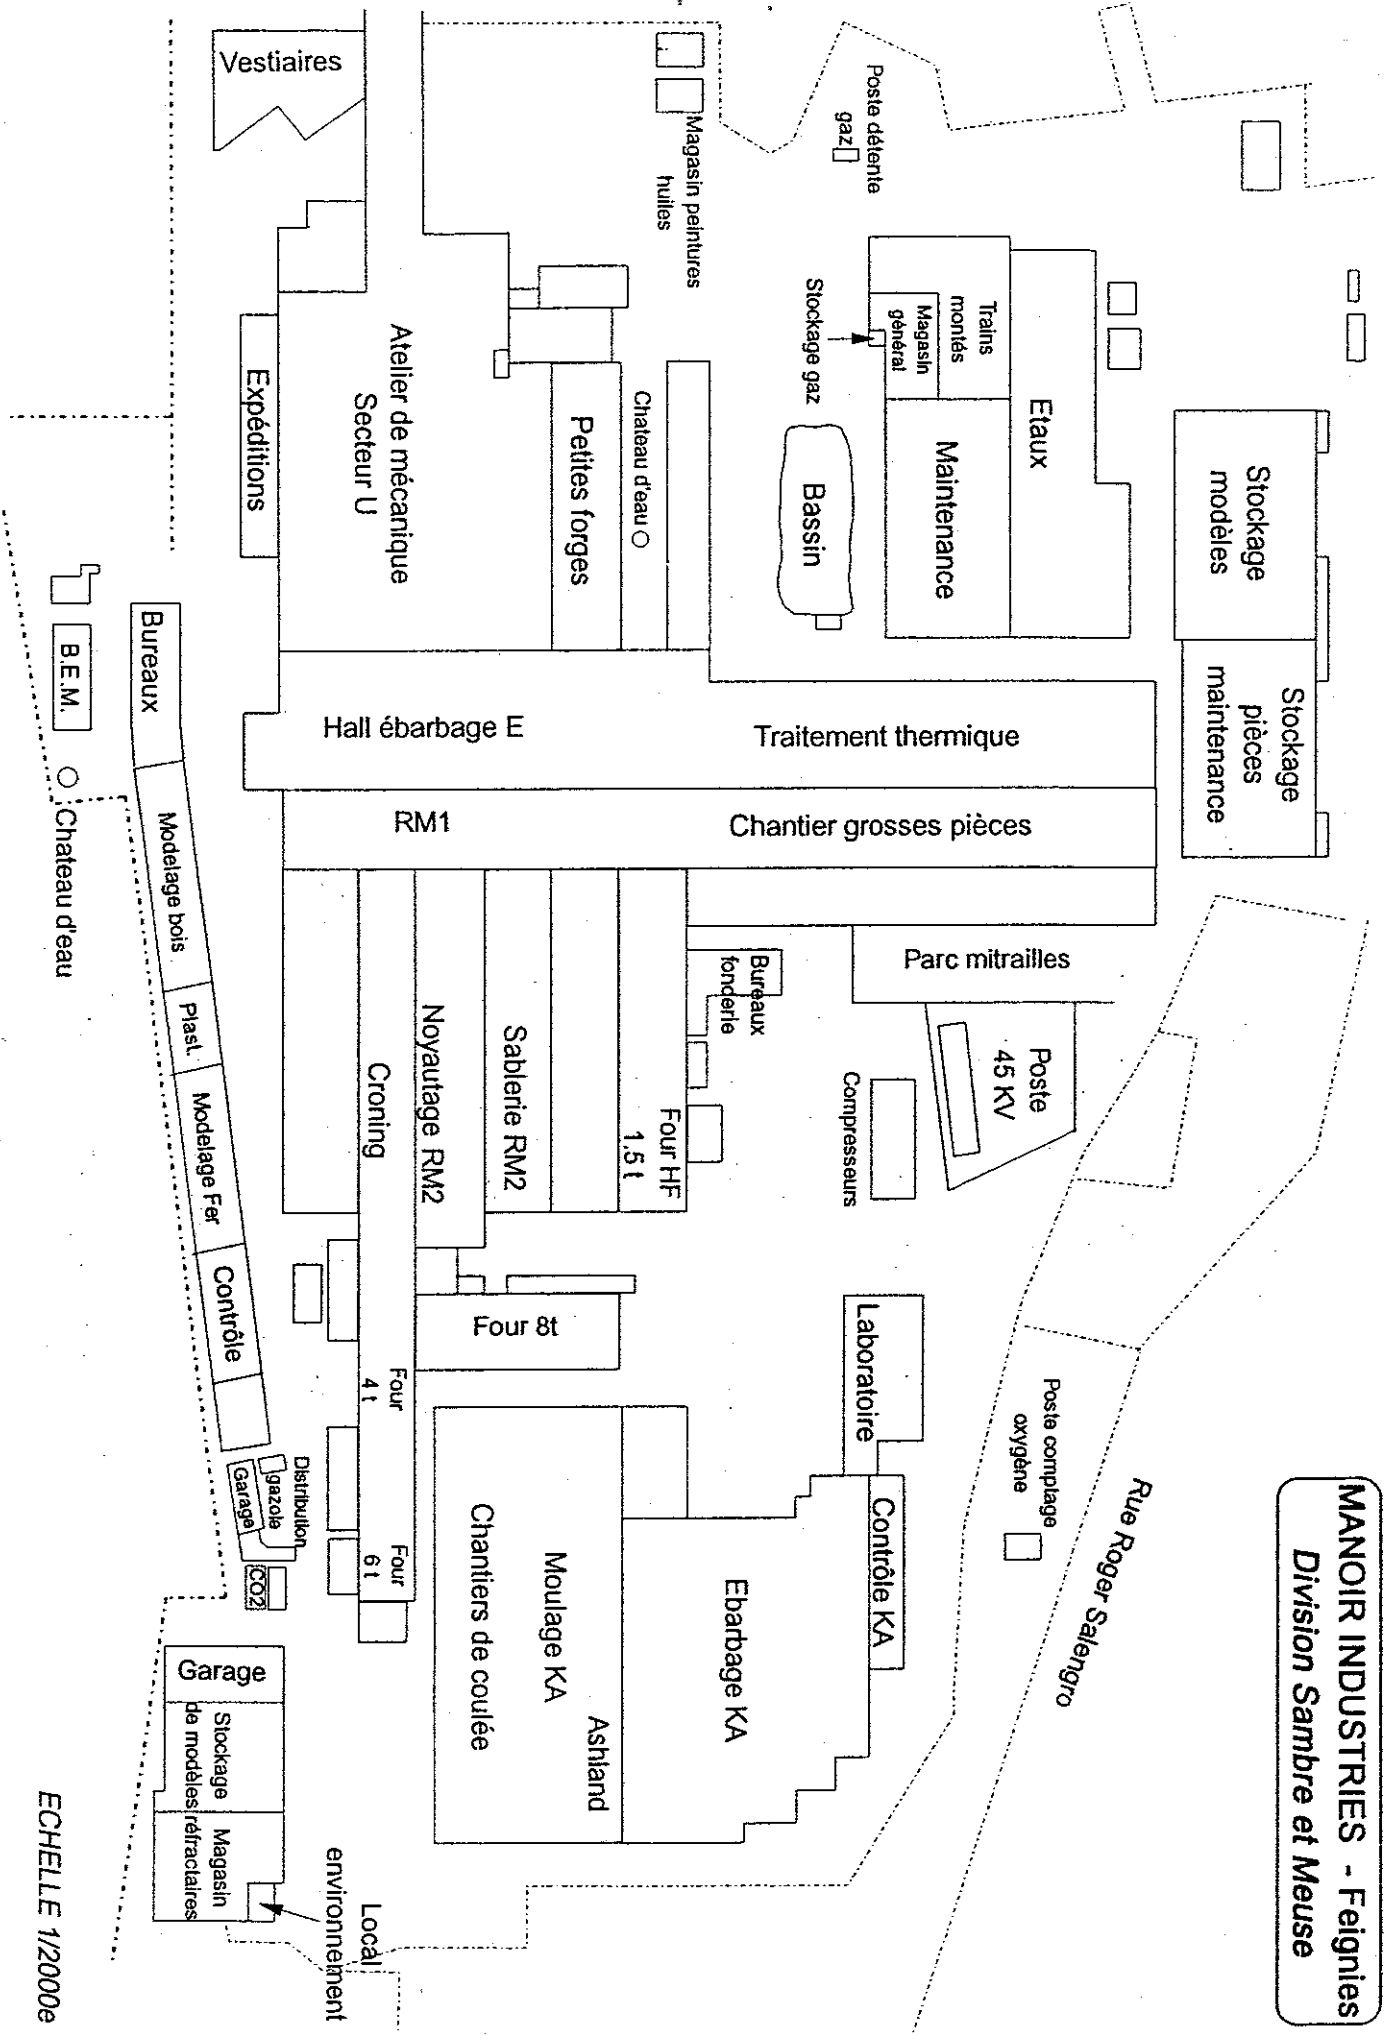 MANOIR INDUSTRIES - Feignies
Division Sambre et Meuse
Vestiaires
Magasin peintures
huiles
Poste détente
gaz
Stockage gaz
Trains
montés
Magasin
général
Etaux
Maintenance
Bassin
Chateau d'eau
Petites forges
Atelier de mécanique
Secteur U
Expéditions
Stockage
modèles
Stockage
pièces
maintenance
Hall ébarbage E
Traitement thermique
RM1
Chantier grosses pièces
Bureaux
B.E.M.
Chateau d'eau
Modelage bois
Plast.
Modelage Fer
Contrôle
Parc mitrailles
Bureaux
fonderie
Poste
45 KV
Compresseurs
Four HF
1,5 t
Sablerie RM2
Noyautage RM2
Croning
Four 8t
Four
4 t
Four
6 t
Laboratoire
Contrôle KA
Ebarbage KA
Ashland
Moulage KA
Chantiers de coulée
Poste comptage
oxygène
Rue Roger Salengro
Distribution
gazole
Garage
CO2
Garage
Stockage
de modèles
Magasin
réfractaires
Local
environnement
ECHELLE 1/2000e